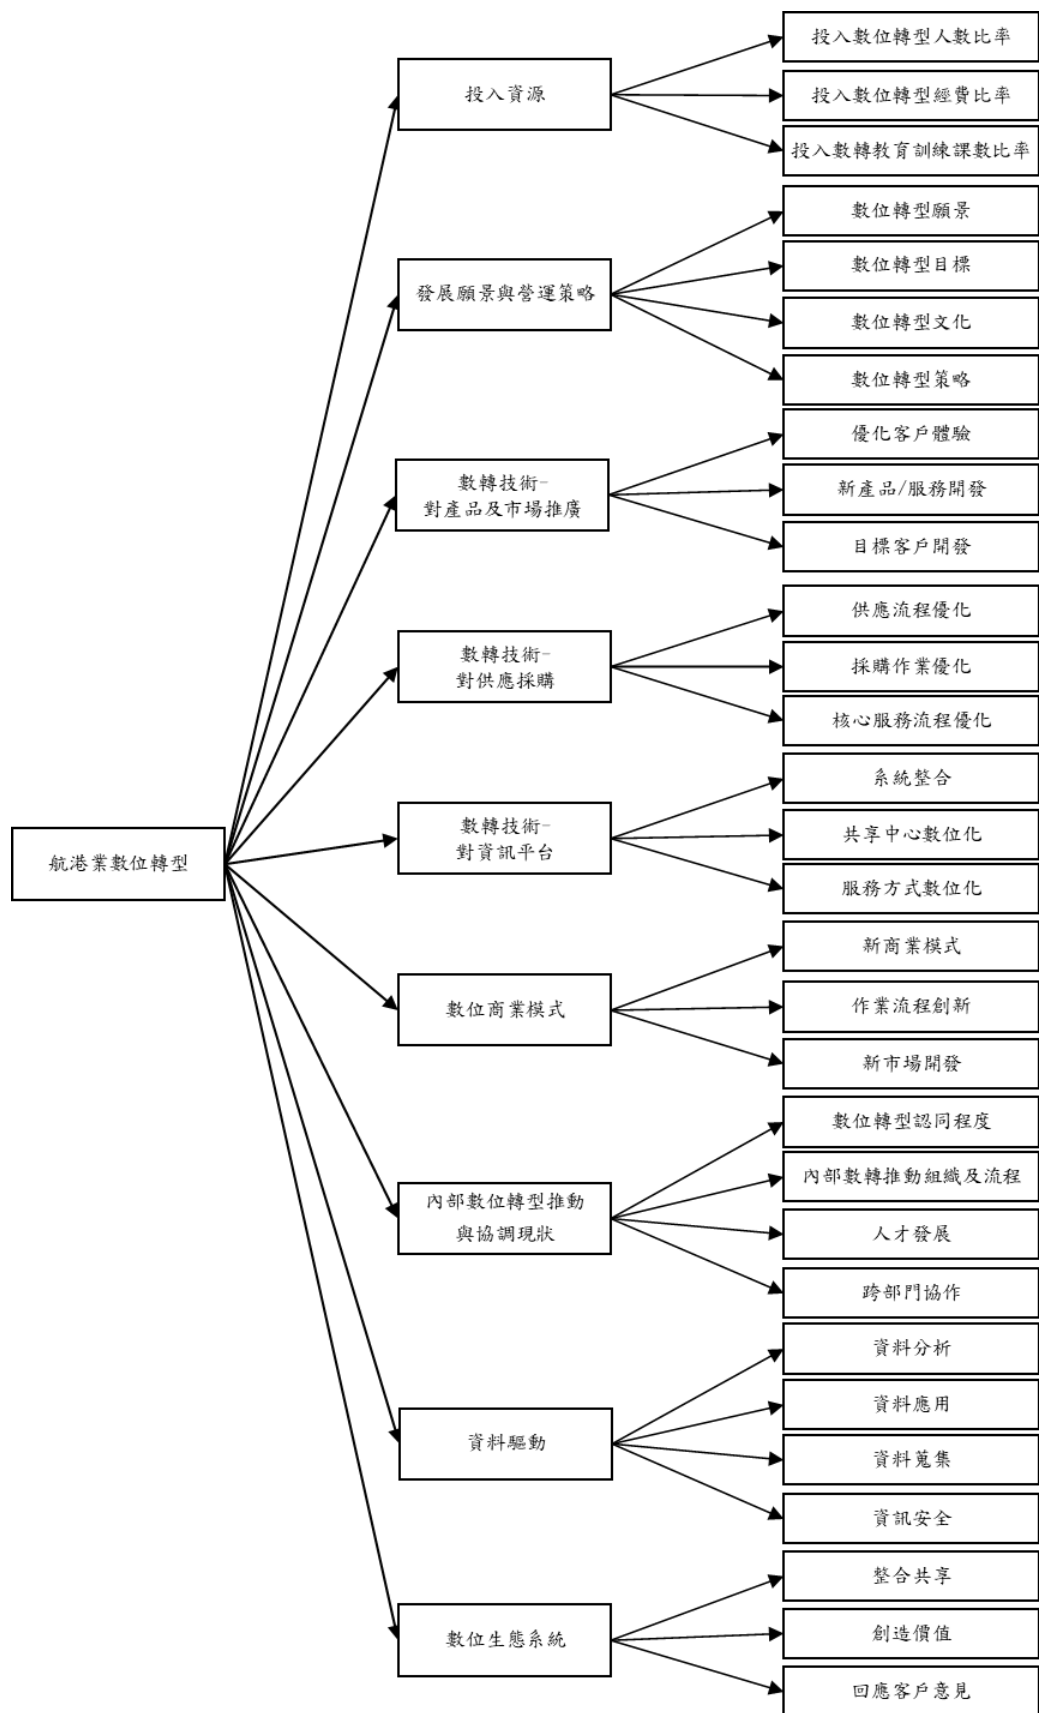 航港業數位轉型
投入資源
投入數位轉型人數比率
投入數位轉型經費比率
投入數轉教育訓練課數比率
發展願景與營運策略
數位轉型願景
數位轉型目標
數位轉型文化
數位轉型策略
數轉技術-
對產品及市場推廣
優化客戶體驗
新產品/服務開發
目標客戶開發
數轉技術-
對供應採購
供應流程優化
採購作業優化
核心服務流程優化
數轉技術-
對資訊平台
系統整合
共享中心數位化
服務方式數位化
數位商業模式
新商業模式
作業流程創新
新市場開發
內部數位轉型推動
與協調現狀
數位轉型認同程度
內部數轉推動組織及流程
人才發展
跨部門協作
資料驅動
資料分析
資料應用
資料蒐集
資訊安全
數位生態系統
整合共享
創造價值
回應客戶意見